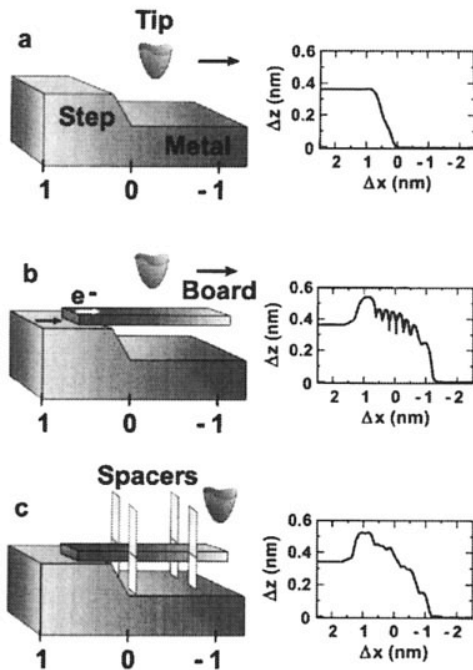 a
Tip
Step
Metal
1 0 -1
Δz (nm)
0.6
0.4
0.2
0
2 1 0 -1 -2
Δx (nm)
b
e-
Board
1 0 -1
Δz (nm)
0.6
0.4
0.2
0
2 1 0 -1 -2
Δx (nm)
Spacers
c
1 0 -1
Δz (nm)
0.6
0.4
0.2
0
2 1 0 -1 -2
Δx (nm)